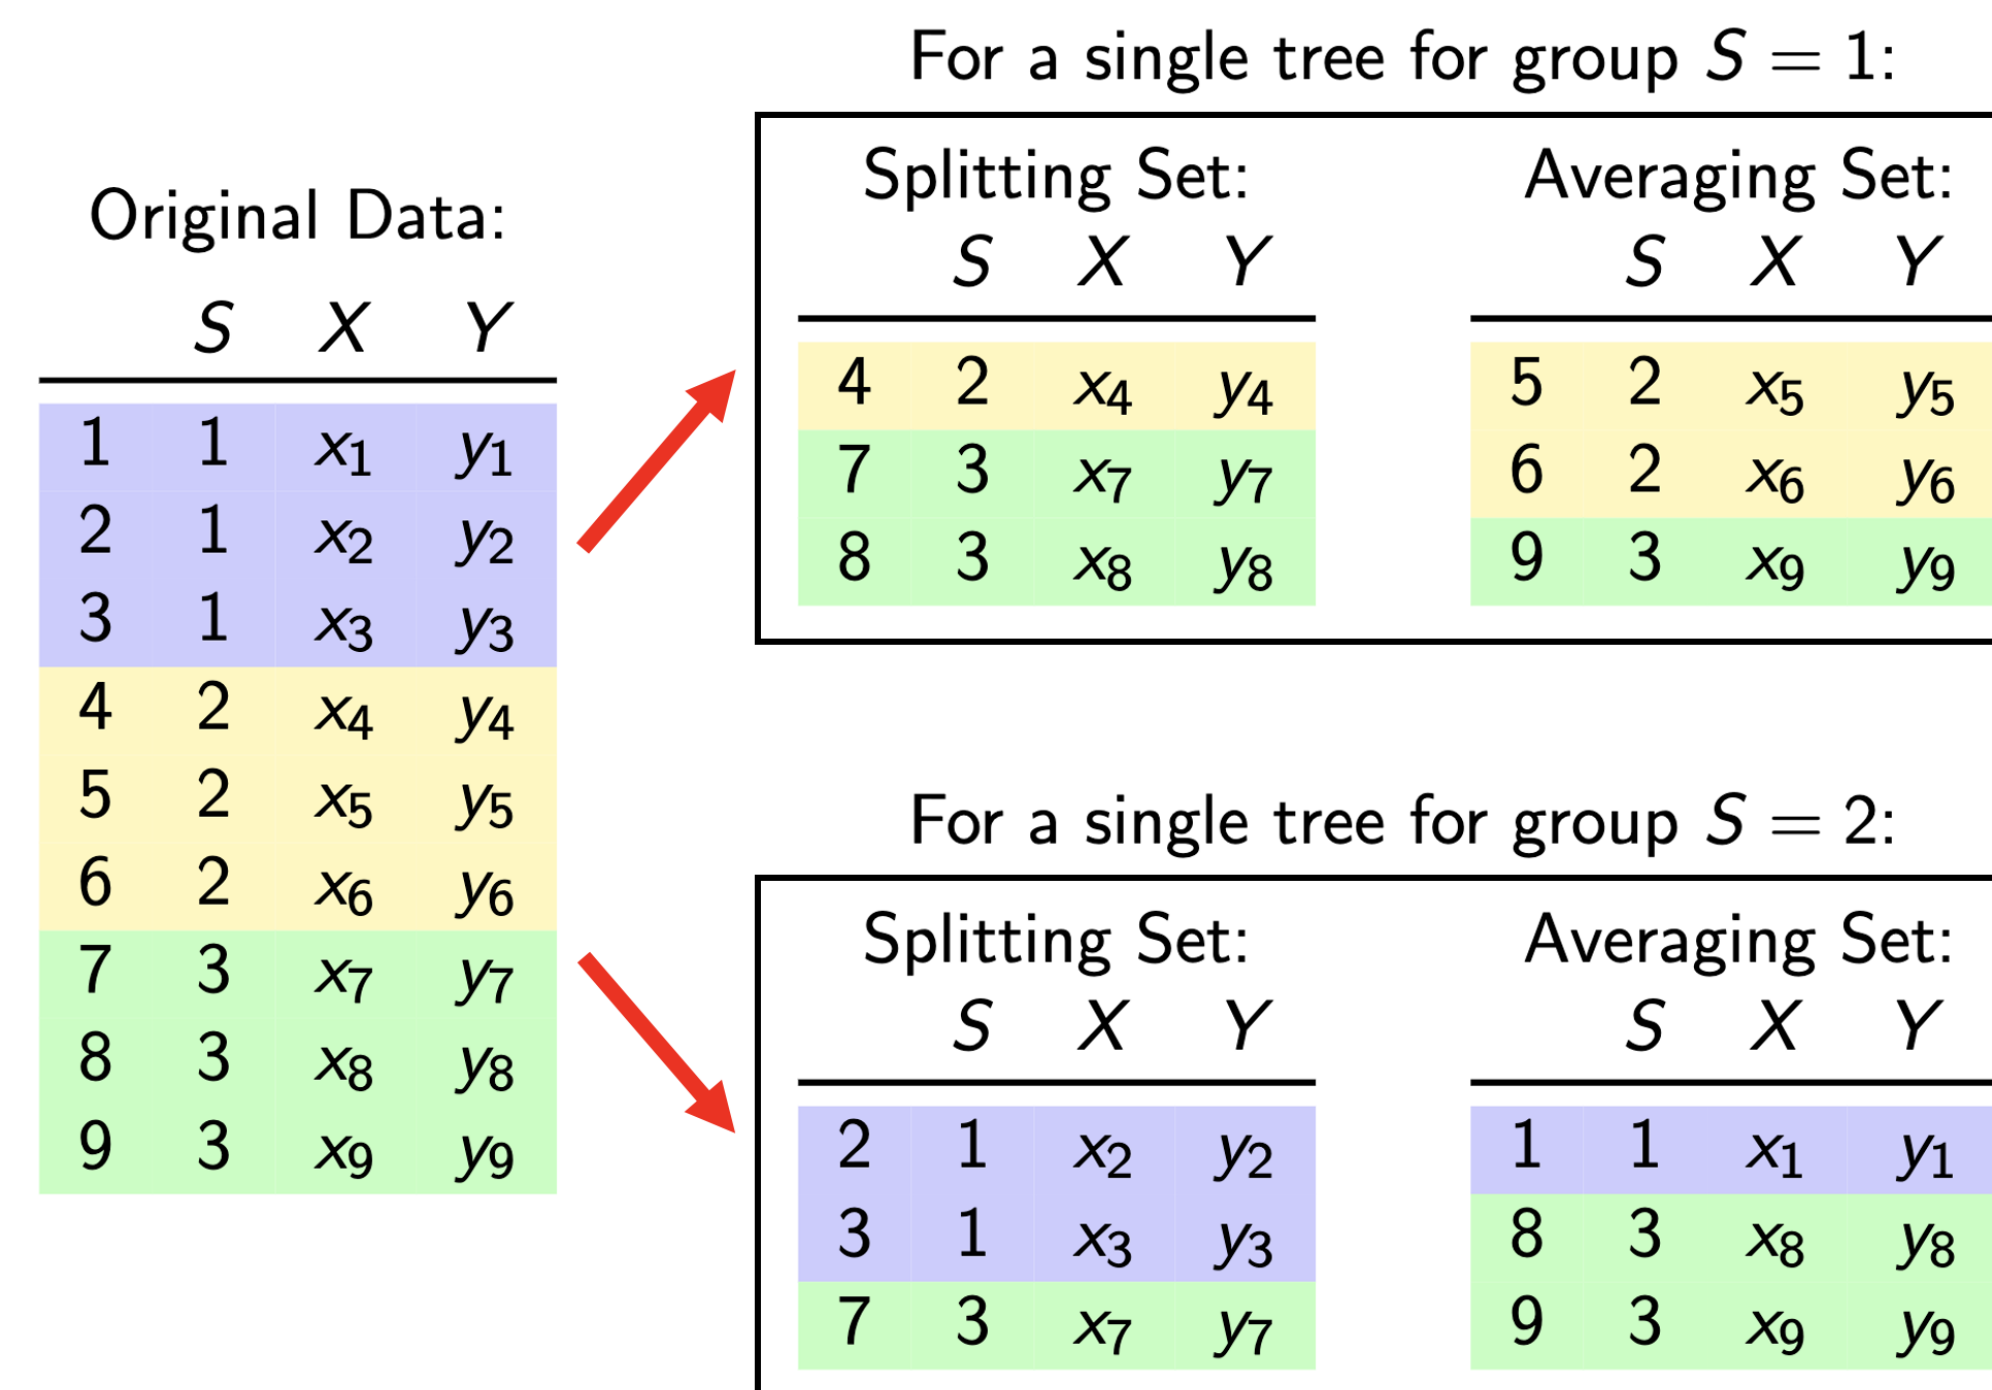 Original Data:
S X Y
1 1 x₁ y₁
2 1 x₂ y₂
3 1 x₃ y₃
4 2 x₄ y₄
5 2 x₅ y₅
6 2 x₆ y₆
7 3 x₇ y₇
8 3 x₈ y₈
9 3 x₉ y₉
For a single tree for group S = 1:
Splitting Set:
S X Y
4 2 x₄ y₄
7 3 x₇ y₇
8 3 x₈ y₈
Averaging Set:
S X Y
5 2 x₅ y₅
6 2 x₆ y₆
9 3 x₉ y₉
For a single tree for group S = 2:
Splitting Set:
S X Y
2 1 x₂ y₂
3 1 x₃ y₃
7 3 x₇ y₇
Averaging Set:
S X Y
1 1 x₁ y₁
8 3 x₈ y₈
9 3 x₉ y₉